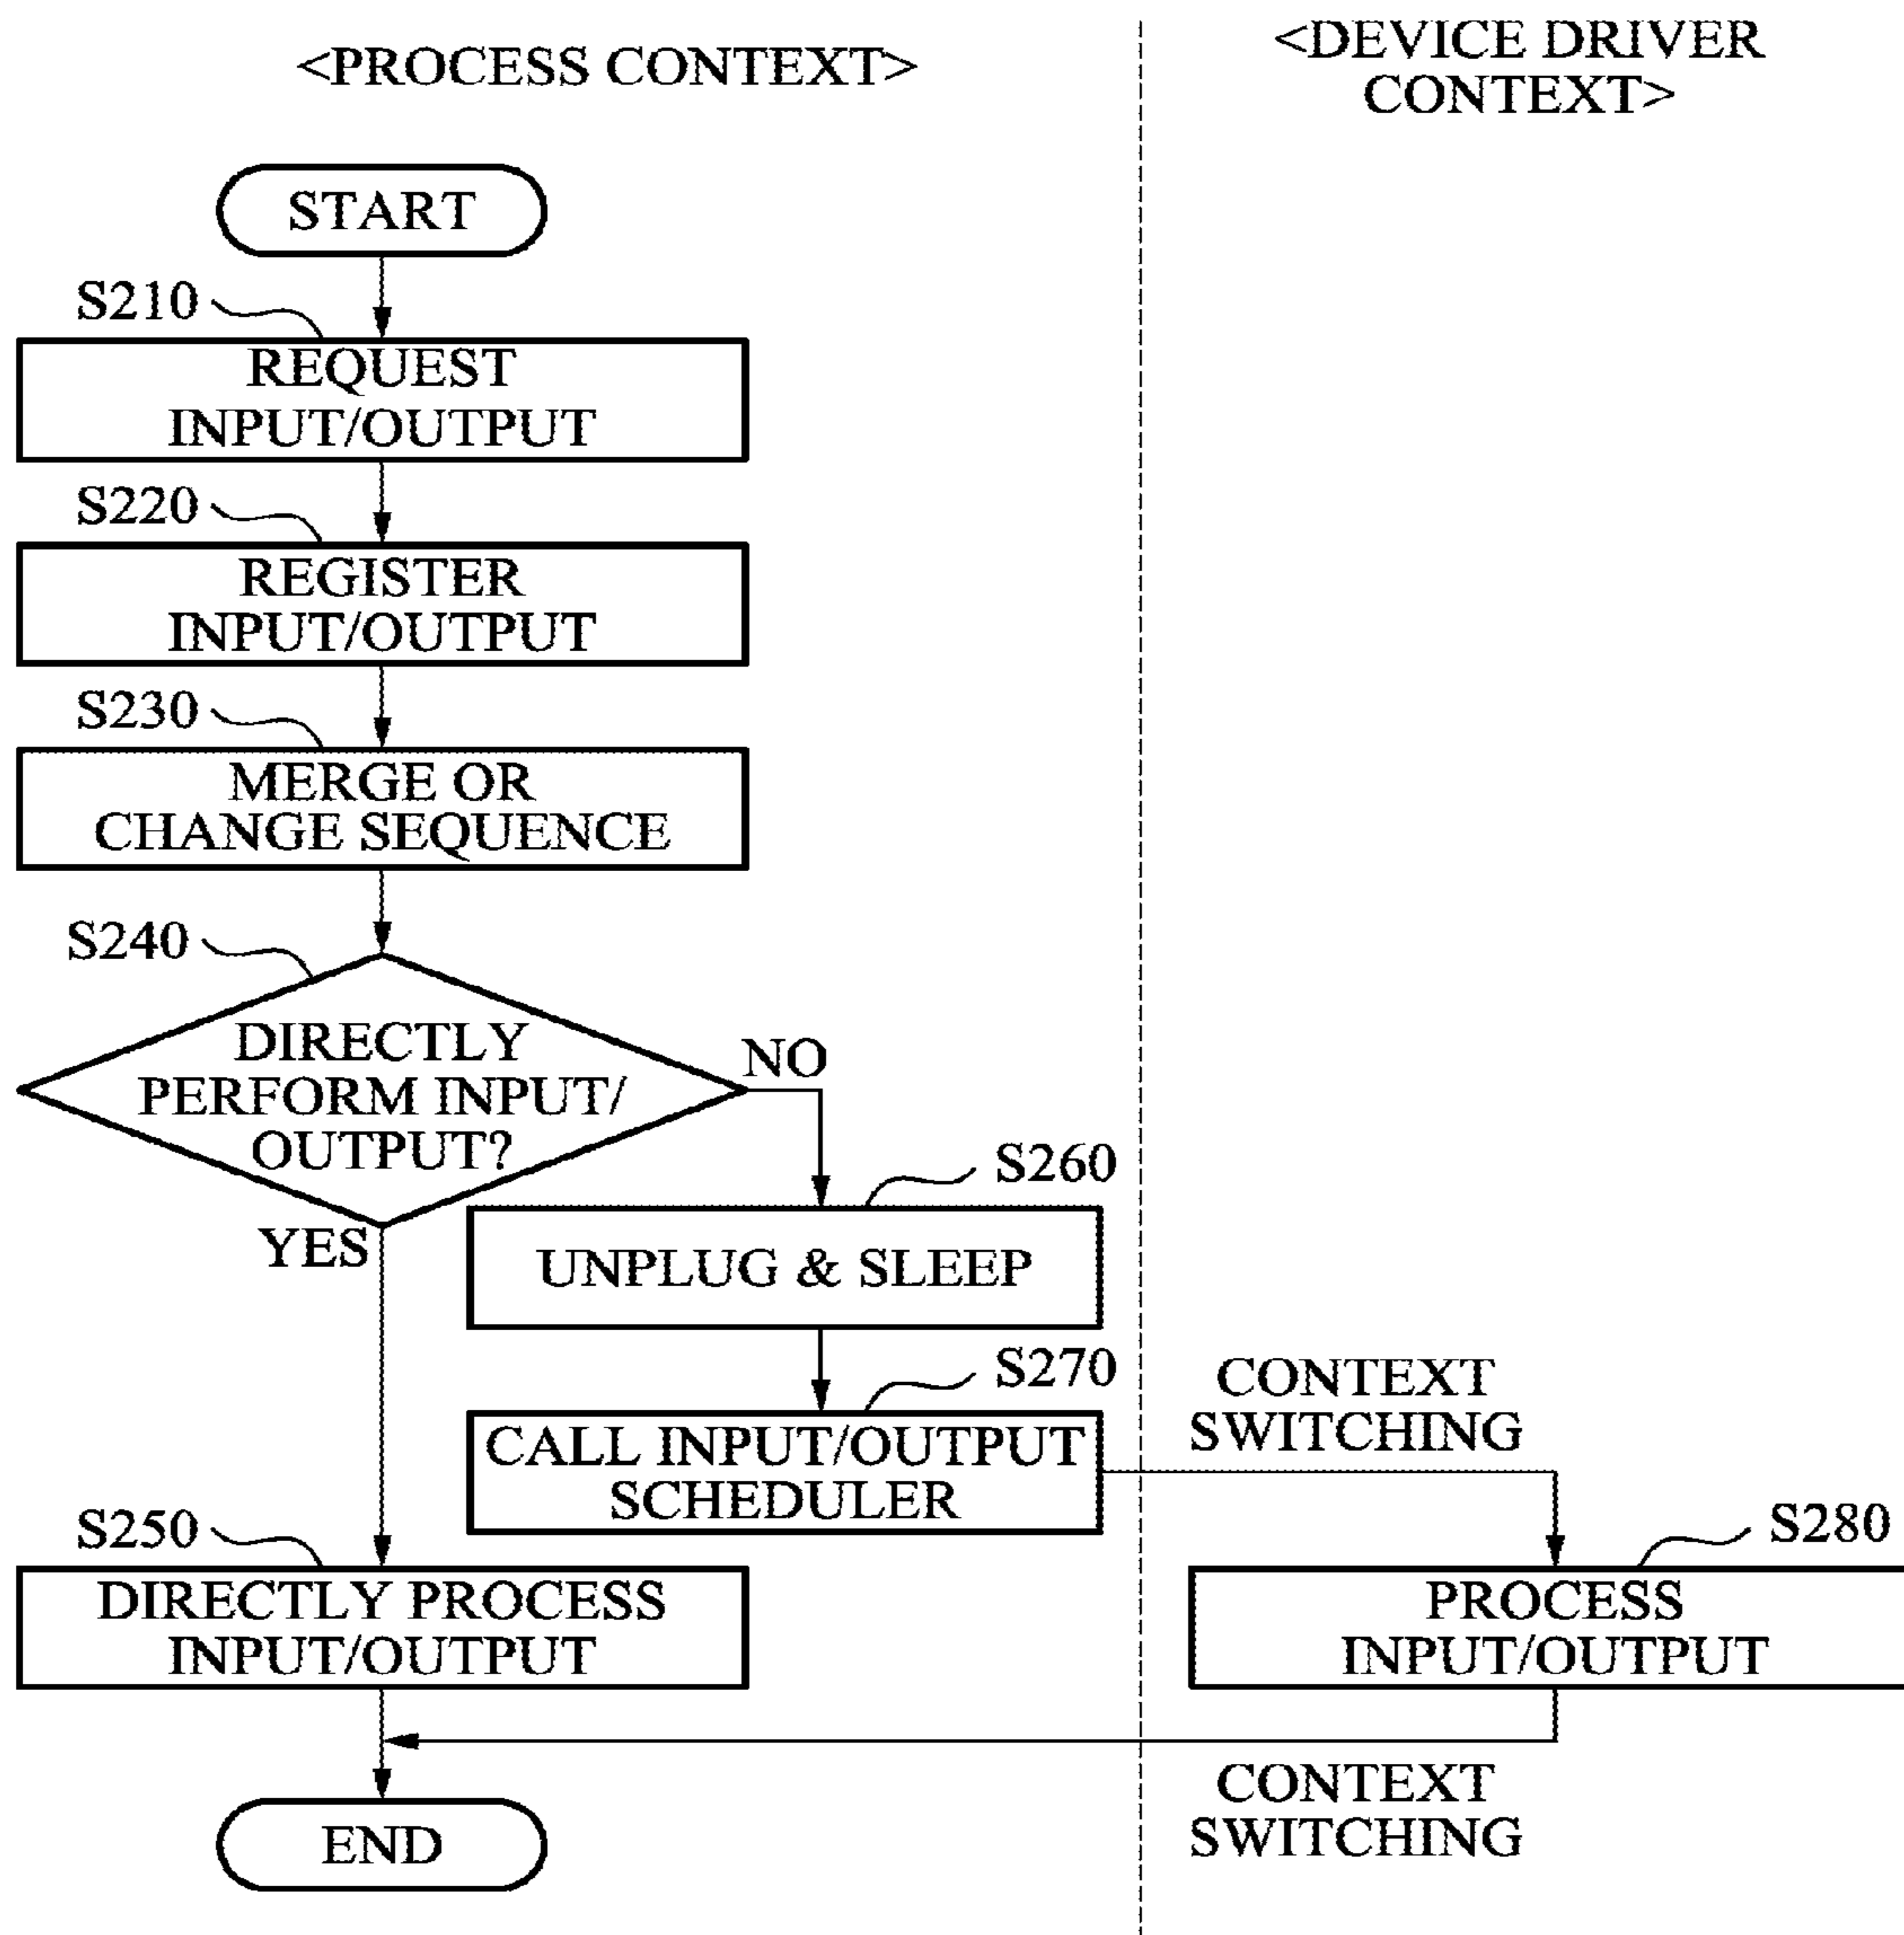 <PROCESS CONTEXT>
<DEVICE DRIVER
CONTEXT>
START
S210
REQUEST
INPUT/OUTPUT
S220
REGISTER
INPUT/OUTPUT
S230
MERGE OR
CHANGE SEQUENCE
S240
DIRECTLY
PERFORM INPUT/
OUTPUT?
NO
YES
S260
UNPLUG & SLEEP
S270
CALL INPUT/OUTPUT
SCHEDULER
CONTEXT
SWITCHING
S250
DIRECTLY PROCESS
INPUT/OUTPUT
S280
PROCESS
INPUT/OUTPUT
CONTEXT
SWITCHING
END